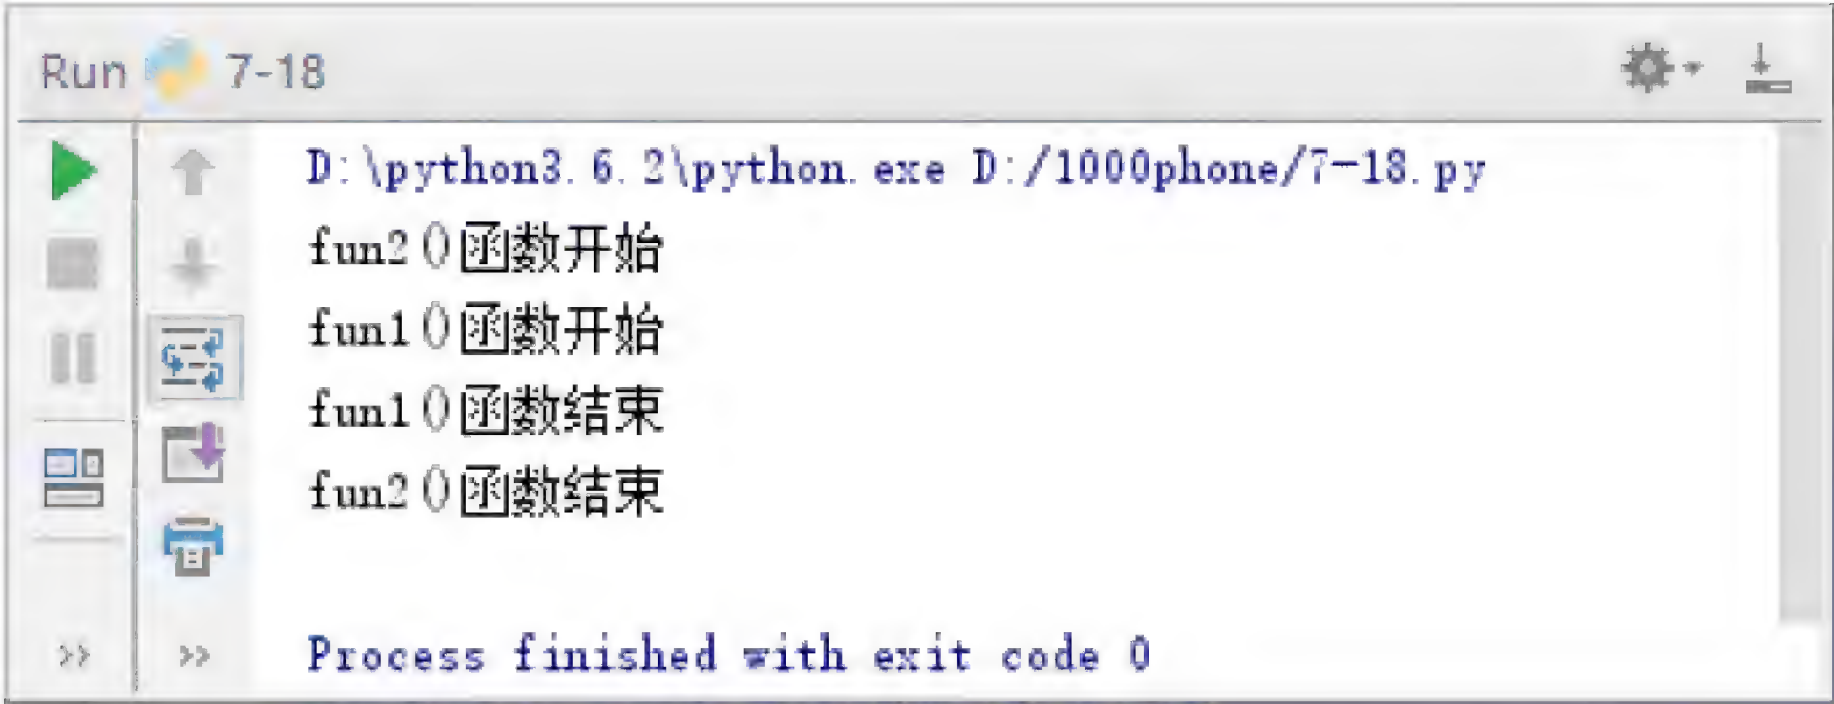 Run 7-18
D:\python3.6.2\python.exe D:/1000phone/7-18.py
fun2()函数开始
fun1()函数开始
fun1()函数结束
fun2()函数结束
Process finished with exit code 0